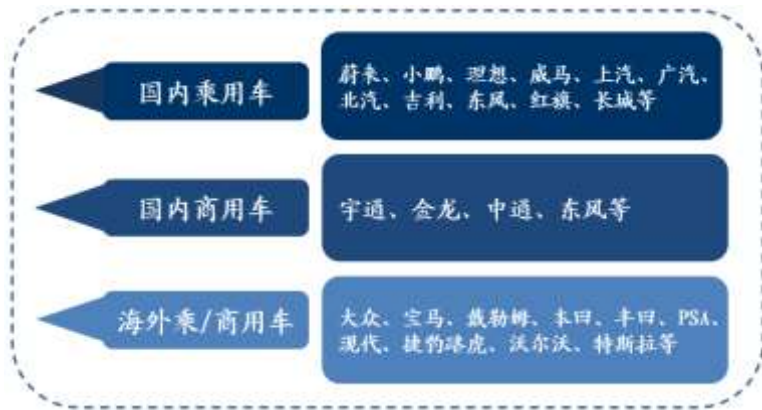 国内乘用车
蔚来、小鹏、理想、威马、上汽、广汽、
北汽、吉利、东风、红旗、长城等
国内商用车
宇通、金龙、中通、东风等
海外乘/商用车
大众、宝马、戴勒姆、本田、丰田、PSA、
现代、捷豹路虎、沃尔沃、特斯拉等